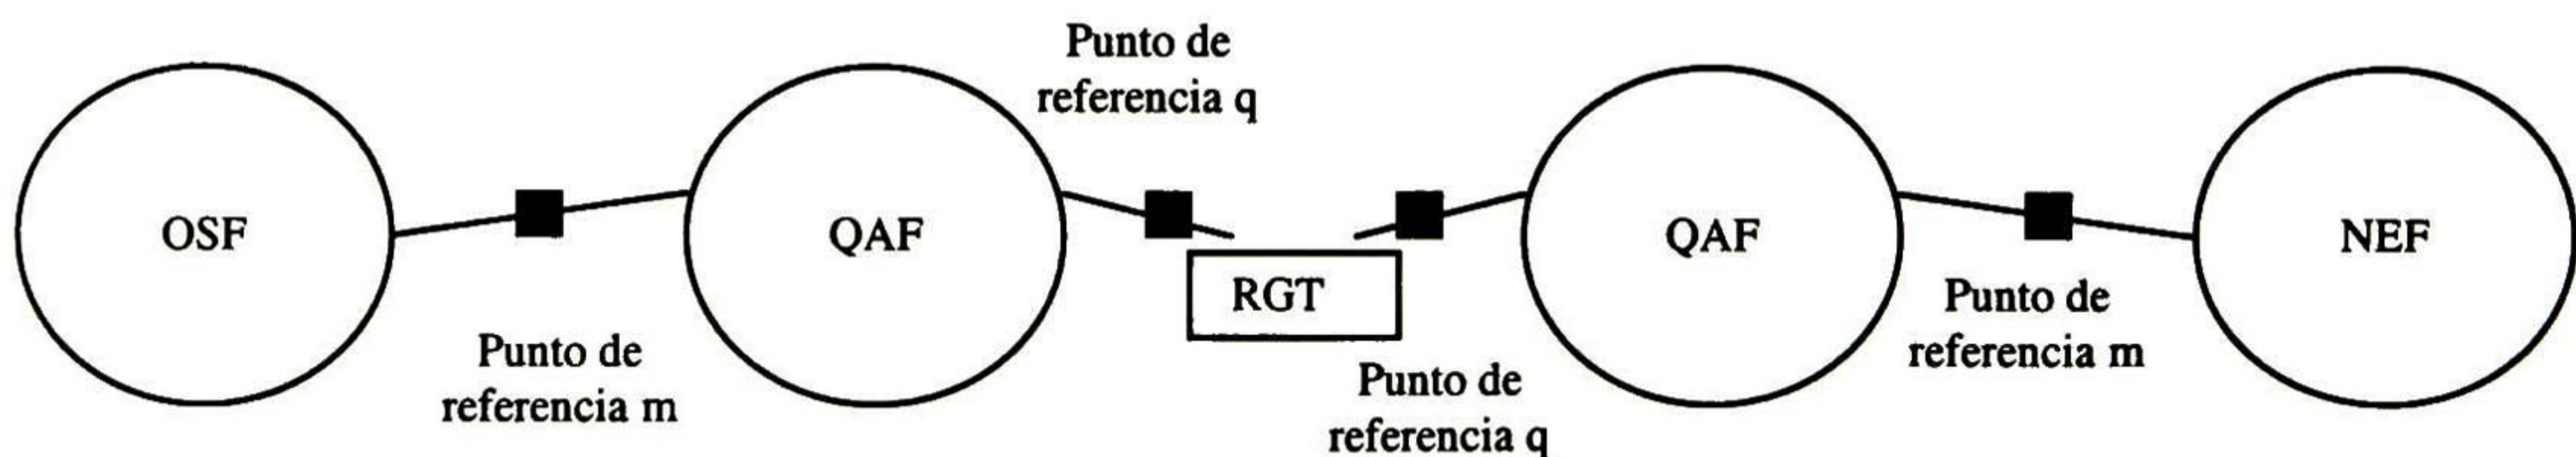 Punto de
referencia q
OSF
QAF
QAF
NEF
RGT
Punto de
referencia m
Punto de
referencia m
Punto de
referencia q